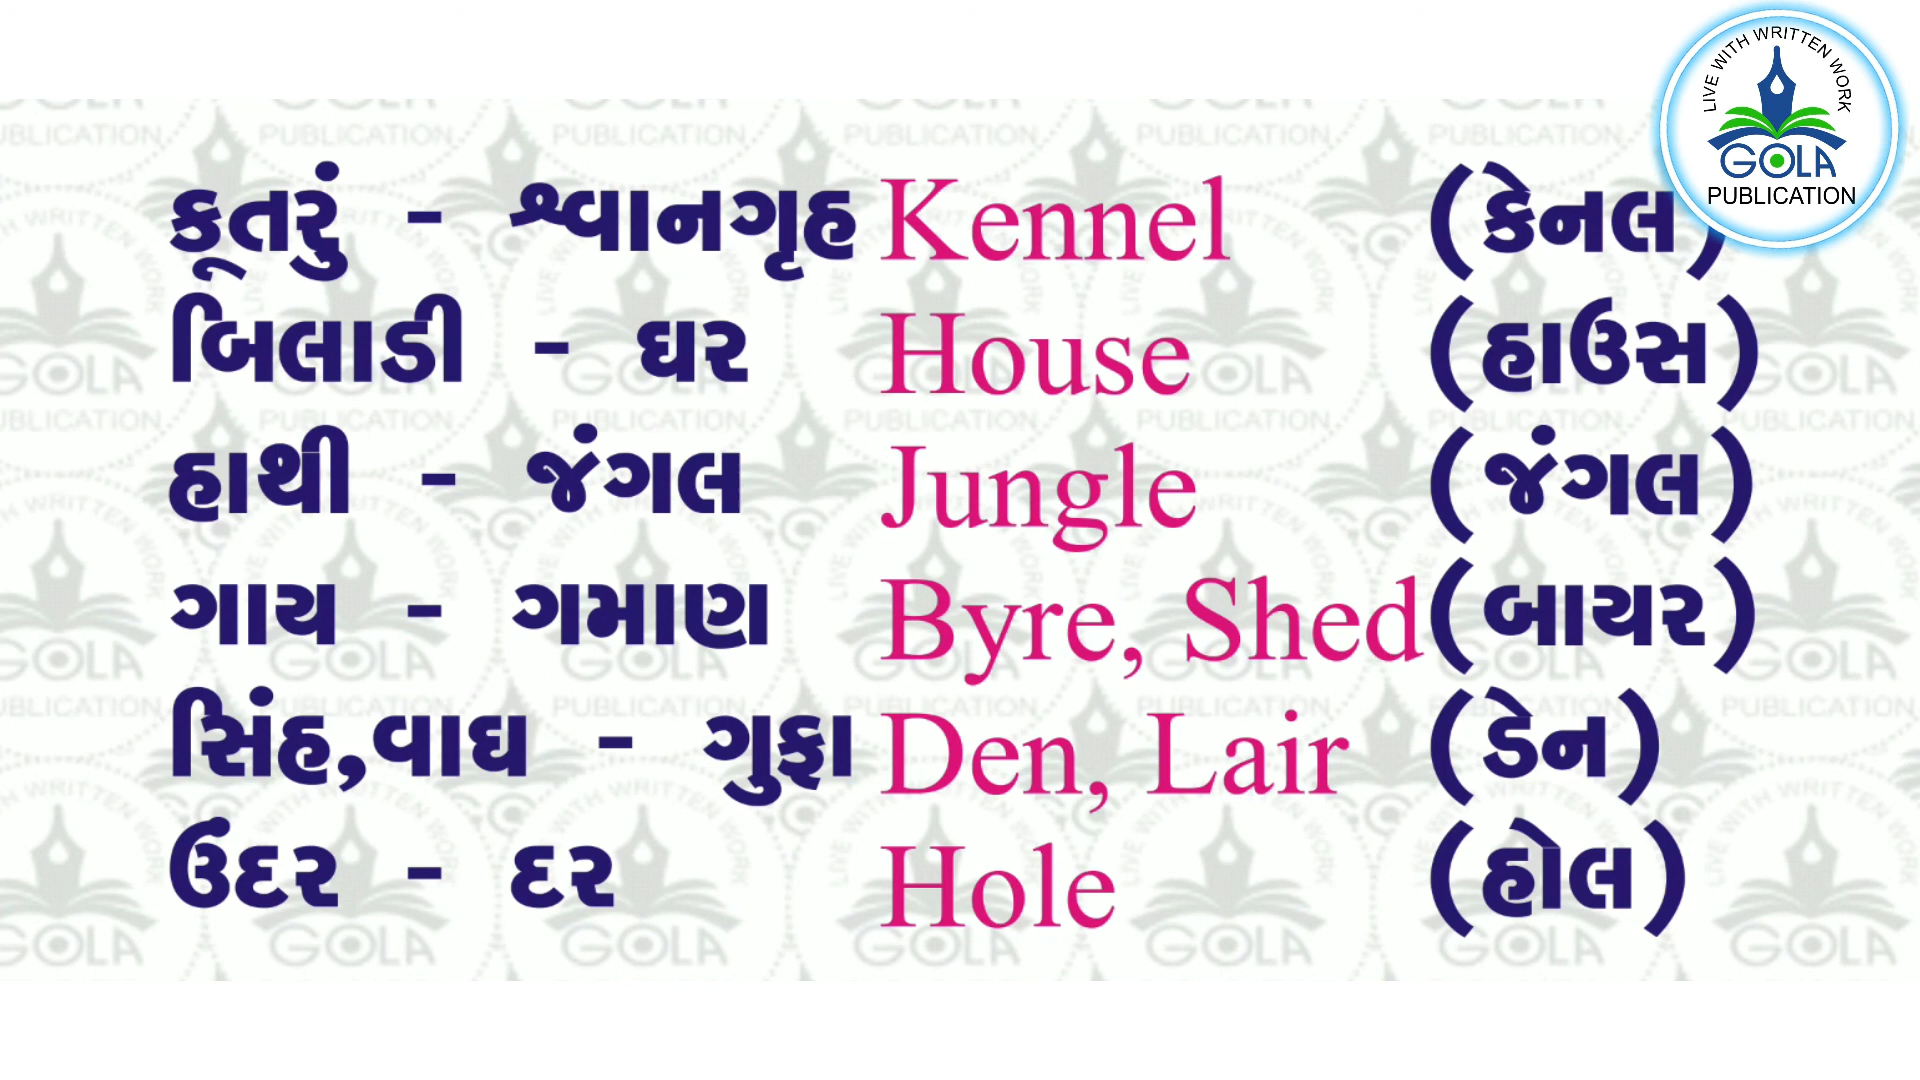 LIVE WITH WRITTEN WORK
GOLA
PUBLICATION
કૂતરું - શ્વાનગૃહ Kennel (કેનલ)
બિલાડી - ઘર House (હાઉસ)
હાથી - જંગલ Jungle (જંગલ)
ગાય - ગમાણ Byre, Shed (બાયર)
સિંહ,વાઘ - ગુફા Den, Lair (ડેન)
ઉંદર - દર Hole (હોલ)